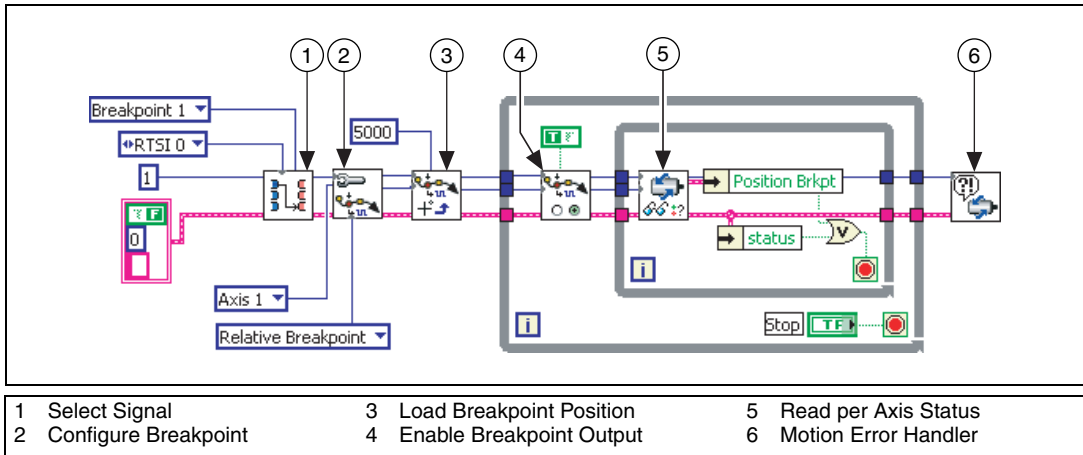 1 2 3 4 5 6
Breakpoint 1
RTSI 0
1
5000
T
F
0
Position Brkpt
status
V
i
Axis 1
Relative Breakpoint
i
Stop
TF
1 Select Signal 3 Load Breakpoint Position 5 Read per Axis Status
2 Configure Breakpoint 4 Enable Breakpoint Output 6 Motion Error Handler